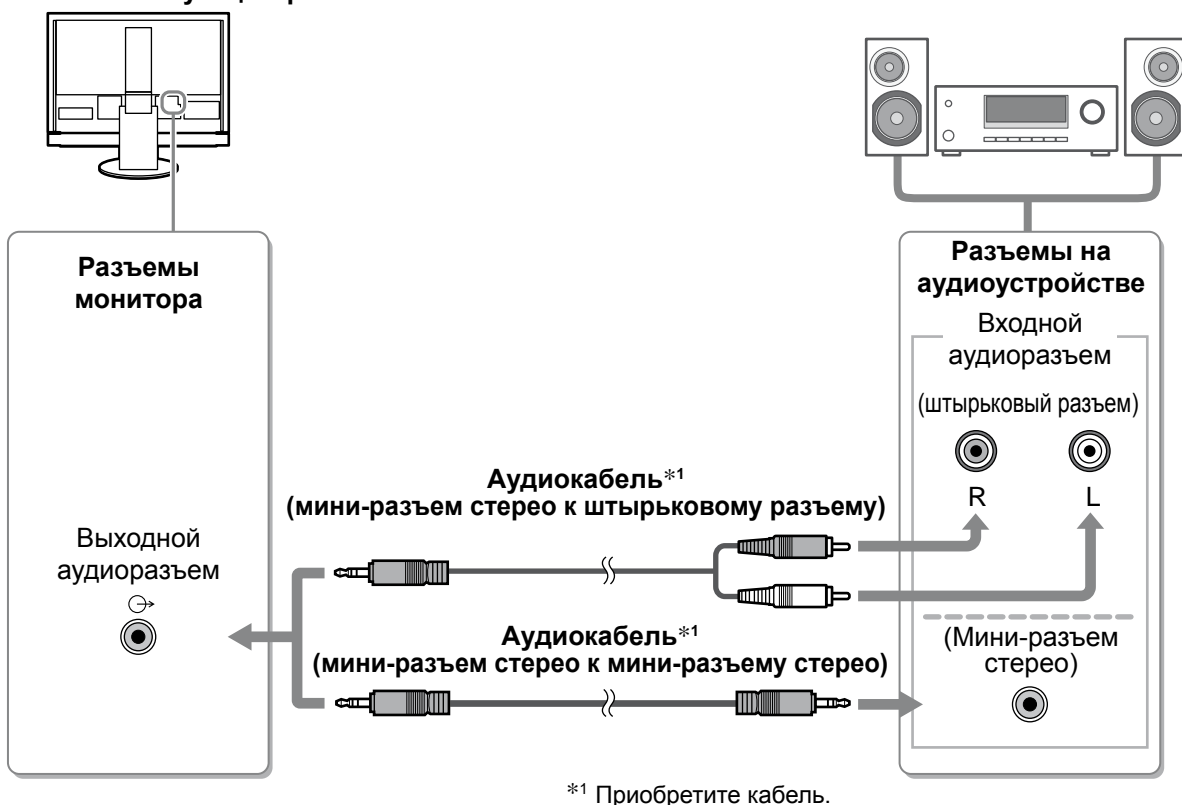 Разъемы
монитора
Разъемы на
аудиоустройстве
Входной
аудиоразъем
(штырьковый разъем)
R L
Аудиокабель*1
(мини-разъем стерео к штырьковому разъему)
Выходной
аудиоразъем
Аудиокабель*1
(мини-разъем стерео к мини-разъему стерео)
(Мини-разъем
стерео)
*1 Приобретите кабель.